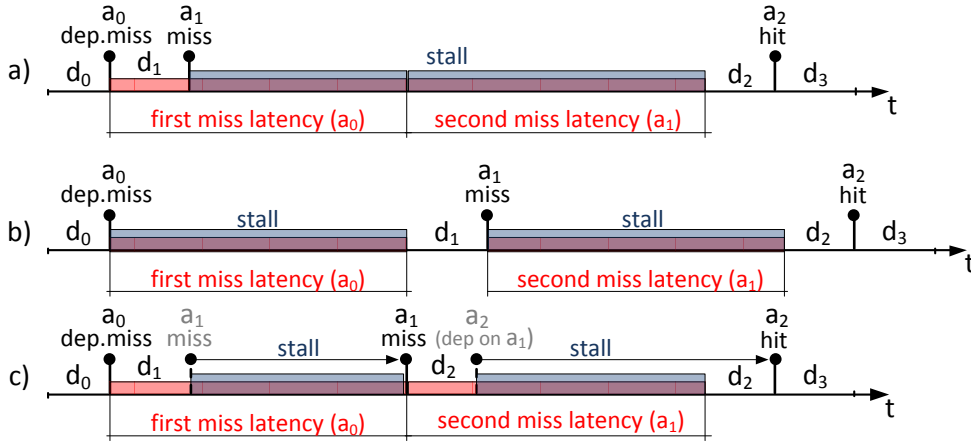 a₀ a₁ a₂
dep.miss miss hit
a) d₀ d₁ stall d₂ d₃
t
first miss latency (a₀) second miss latency (a₁)
a₀ a₁ a₂
dep.miss miss hit
b) d₀ stall d₁ stall d₂ d₃
t
first miss latency (a₀) second miss latency (a₁)
a₀ a₁ a₁ a₂ a₂
dep.miss miss miss (dep on a₁) hit
c) d₀ d₁ stall d₂ stall d₂ d₃
t
first miss latency (a₀) second miss latency (a₁)